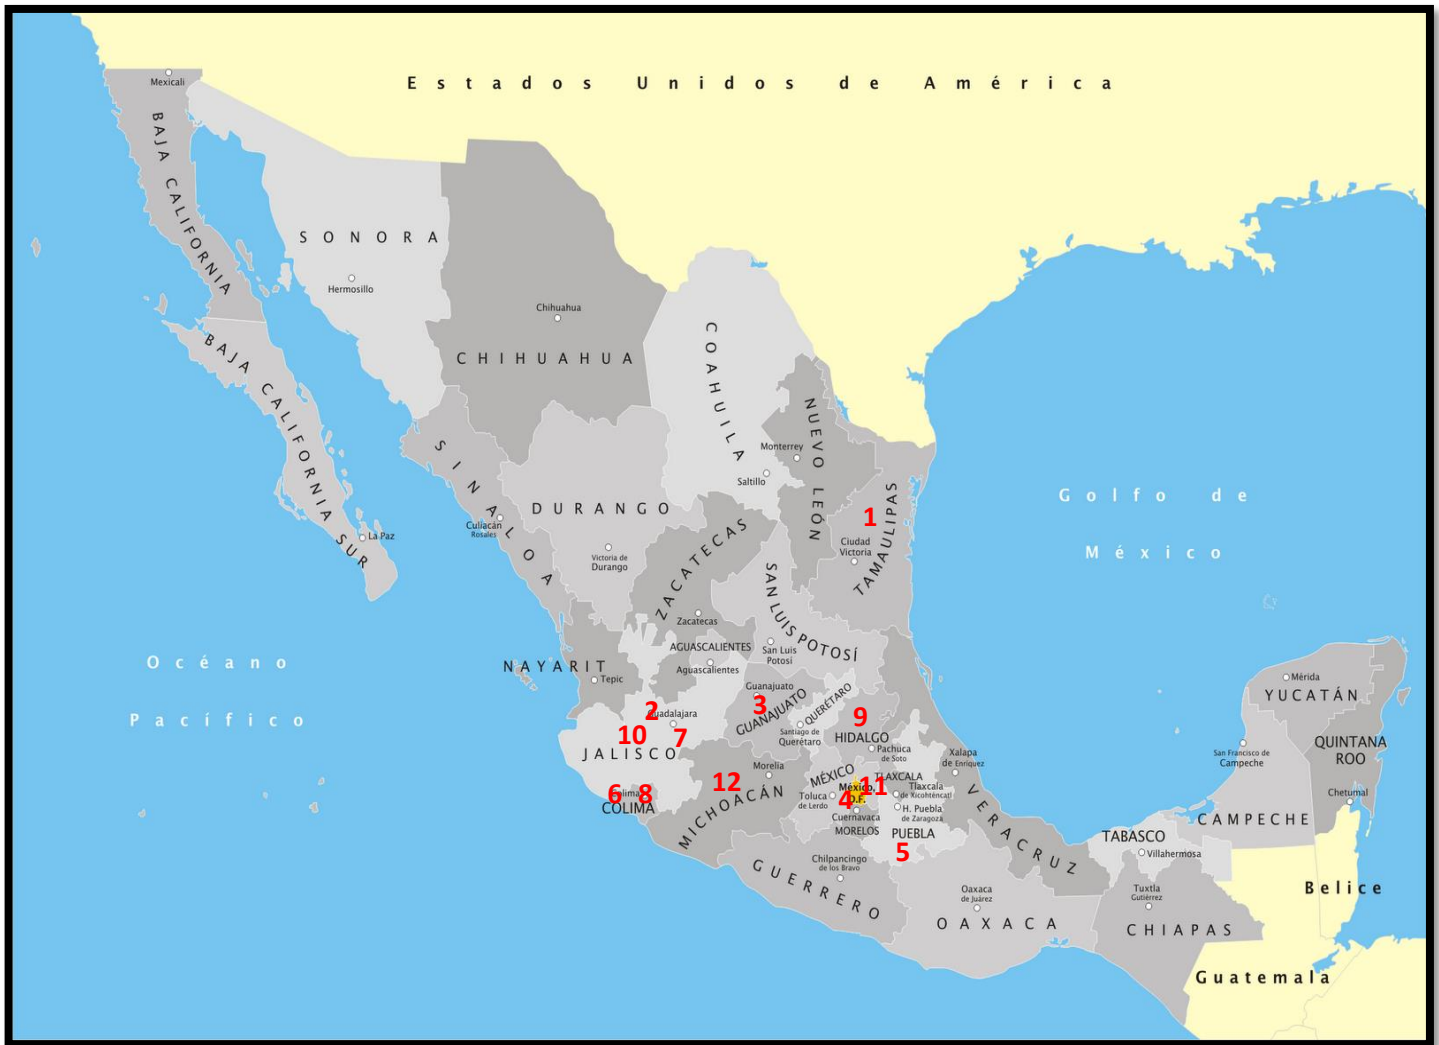 Estados Unidos de América
Mexicali
BAJA CALIFORNIA
SONORA
Hermosillo
Chihuahua
CHIHUAHUA
COAHUILA
BAJA CALIFORNIA SUR
La Paz
NUEVO LEÓN
Monterrey
Saltillo
SINALOA
Culiacán
Rosales
DURANGO
Victoria de
Durango
ZACATECAS
Zacatecas
1
Ciudad
Victoria
TAMAULIPAS
Golfo de
México
SAN LUIS POTOSÍ
San Luis
Potosí
AGUASCALIENTES
Aguascalientes
NAYARIT
Tepic
Océano
Pacífico
2
Guadalajara
10
7
JALISCO
Guanajuato
3
GUANAJUATO
QUERÉTARO
Santiago de
Querétaro
9
HIDALGO
Pachuca
de Soto
Xalapa
de Enríquez
6
Colima
8
COLIMA
12
Morelia
MICHOACÁN
MÉXICO
Toluca
de Lerdo
México,
D.F.
4
11
TLAXCALA
Tlaxcala
de Xicohténcatl
H. Puebla
de Zaragoza
Cuernavaca
MORELOS
PUEBLA
5
VERACRUZ
Chilpancingo
de los Bravo
GUERRERO
Oaxaca
de Juárez
OAXACA
TABASCO
Villahermosa
Tuxtla
Gutiérrez
CHIAPAS
Mérida
YUCATÁN
San Francisco de
Campeche
CAMPECHE
QUINTANA
ROO
Chetumal
Belice
Guatemala